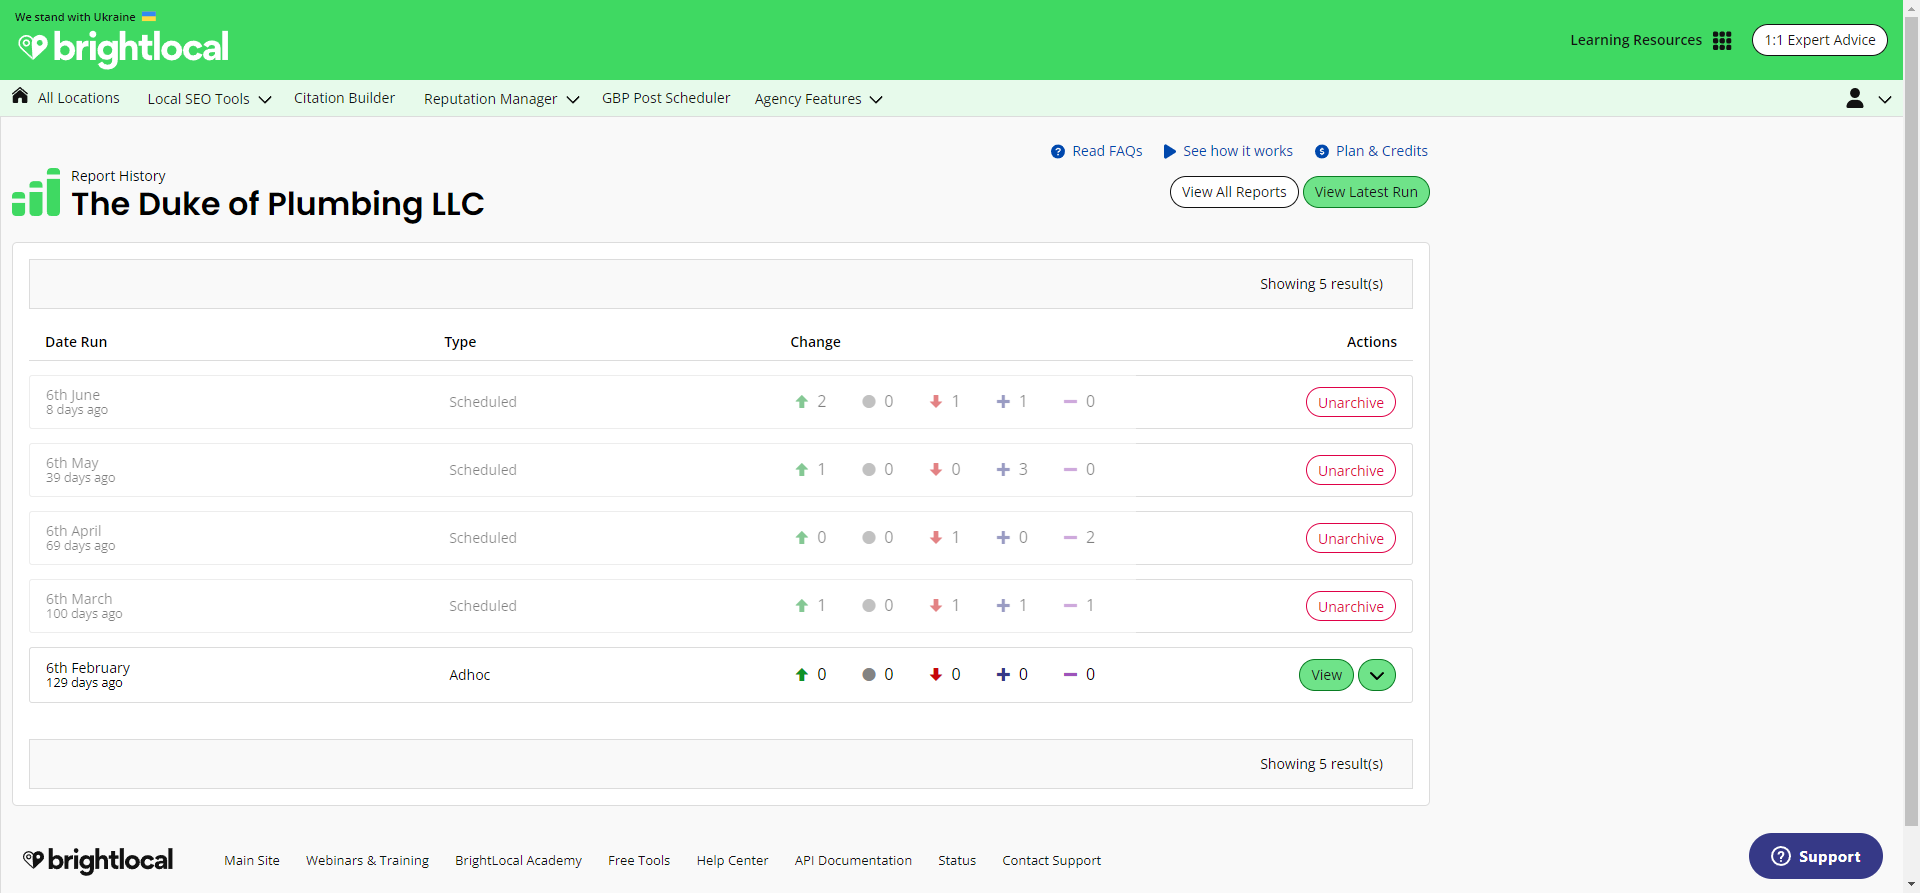 We stand with Ukraine
brightlocal
Learning Resources
1:1 Expert Advice
All Locations
Local SEO Tools
Citation Builder
Reputation Manager
GBP Post Scheduler
Agency Features
Read FAQs
See how it works
Plan & Credits
Report History
The Duke of Plumbing LLC
View All Reports
View Latest Run
Showing 5 result(s)
Date Run Type Change Actions
6th June
8 days ago
Scheduled 2 0 1 1 0 Unarchive
6th May
39 days ago
Scheduled 1 0 0 3 0 Unarchive
6th April
69 days ago
Scheduled 0 0 1 0 2 Unarchive
6th March
100 days ago
Scheduled 1 0 1 1 1 Unarchive
6th February
129 days ago
Adhoc 0 0 0 0 0 View
Showing 5 result(s)
brightlocal
Main Site
Webinars & Training
BrightLocal Academy
Free Tools
Help Center
API Documentation
Status
Contact Support
Support